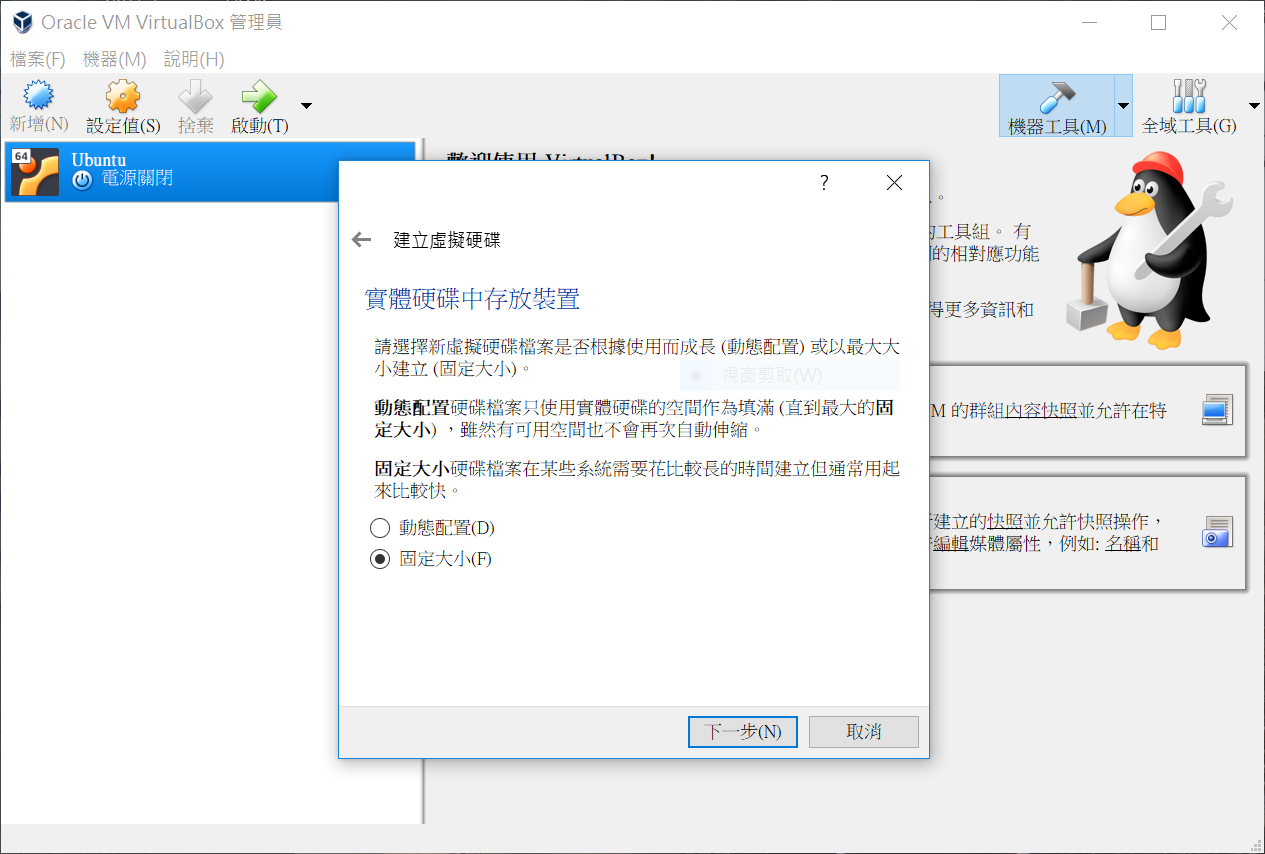 Oracle VM VirtualBox 管理員
檔案(F) 機器(M) 說明(H)
新增(N) 設定值(S) 捨棄 啟動(T) 機器工具(M) 全域工具(G)
64
Ubuntu
電源關閉
歡迎使用 VirtualBox!
。
的工具組。 有
的相對應功能
得更多資訊和
?
建立虛擬硬碟
實體硬碟中存放裝置
請選擇新虛擬硬碟檔案是否根據使用而成長 (動態配置) 或以最大大
小建立 (固定大小)。
視窗剪取(W)
動態配置硬碟檔案只使用實體硬碟的空間作為填滿 (直到最大的固
定大小) ，雖然有可用空間也不會再次自動伸縮。
固定大小硬碟檔案在某些系統需要花比較長的時間建立但通常用起
來比較快。
動態配置(D)
固定大小(F)
下一步(N) 取消
M 的群組內容快照並允許在特
建立的快照並允許快照操作，
編輯媒體屬性，例如: 名稱和